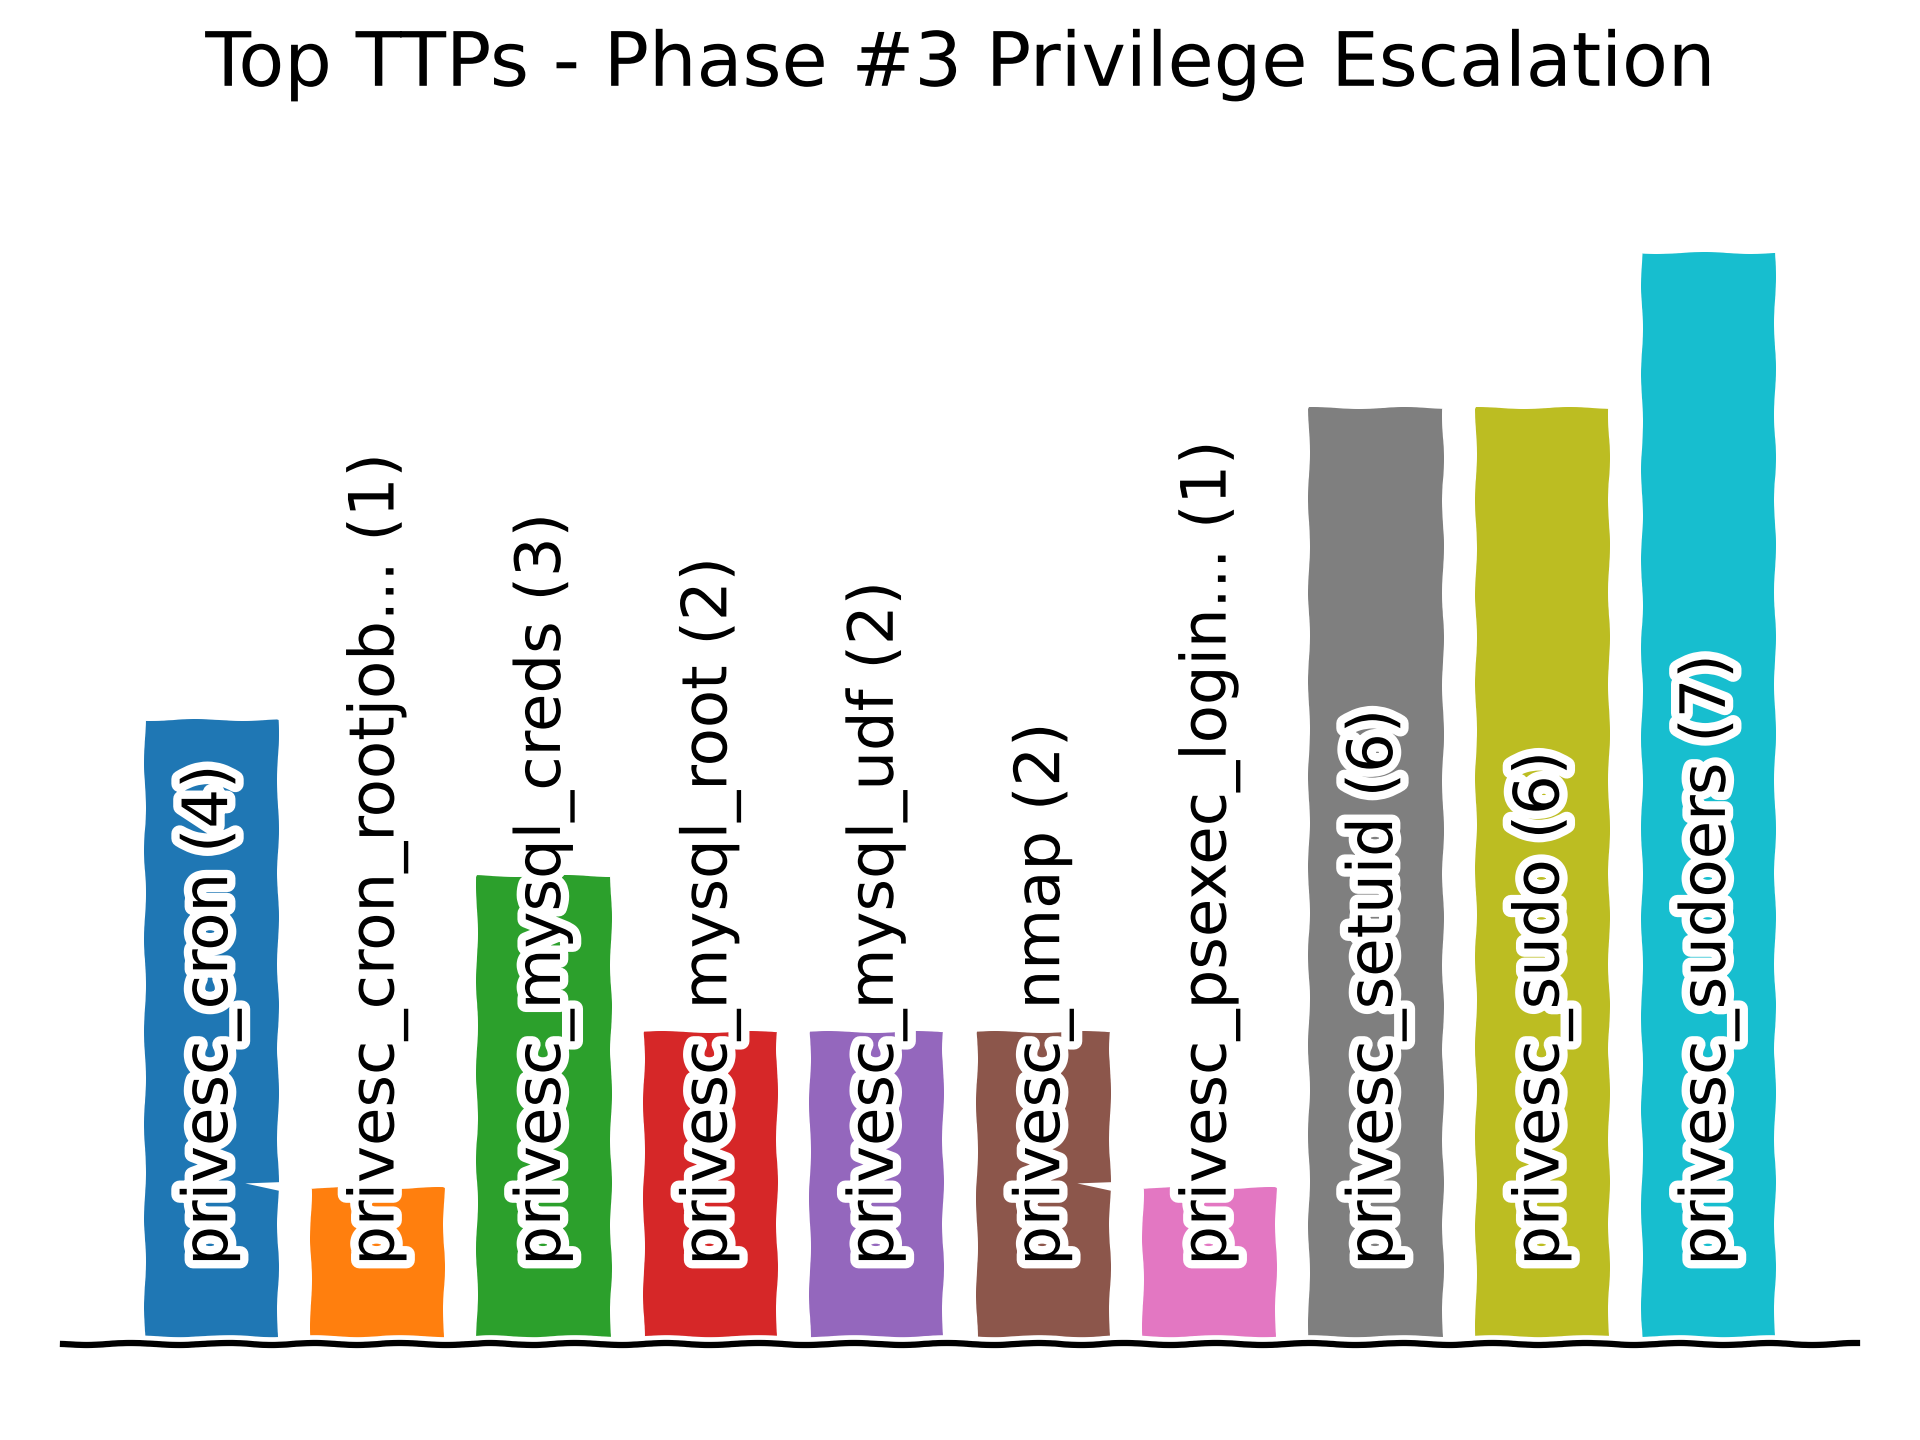 Top TTPs - Phase #3 Privilege Escalation
privesc_cron (4)
privesc_cron_rootjob... (1)
privesc_mysql_creds (3)
privesc_mysql_root (2)
privesc_mysql_udf (2)
privesc_nmap (2)
privesc_psexec_login... (1)
privesc_setuid (6)
privesc_sudo (6)
privesc_sudoers (7)